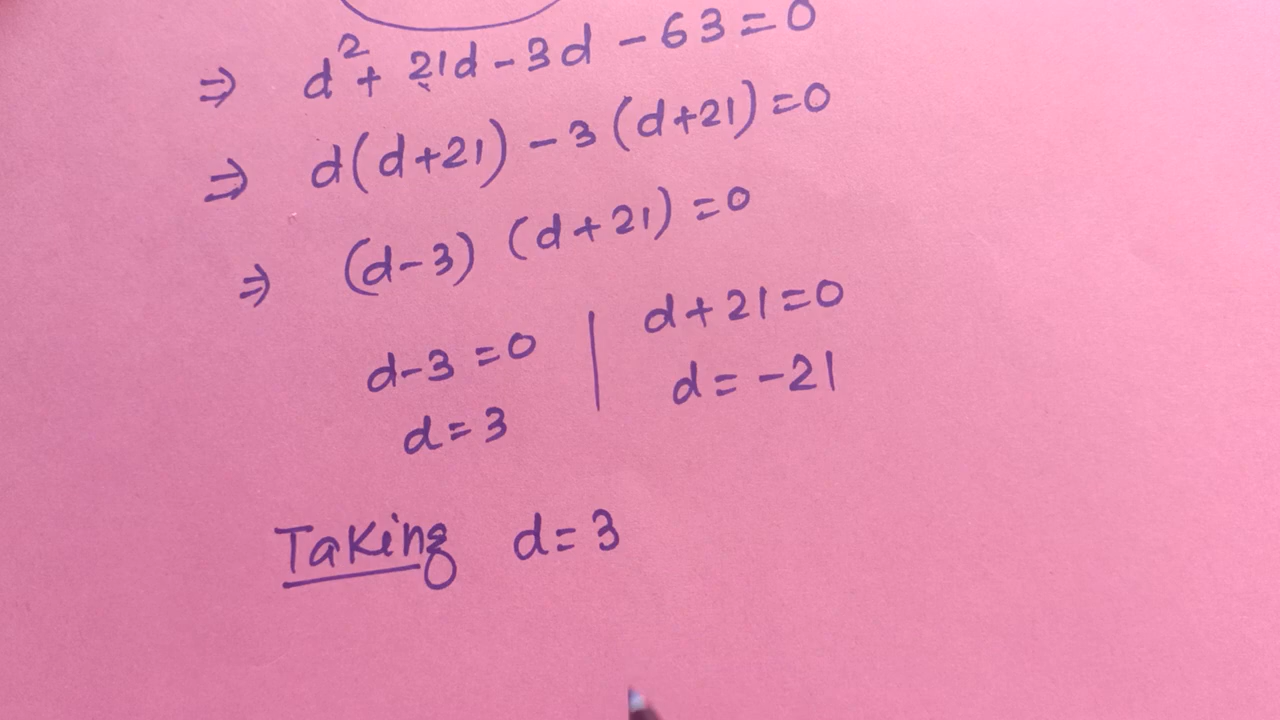 ⇒ d² + 21d - 3d - 63 = 0
⇒ d(d+21) - 3(d+21) = 0
⇒ (d-3) (d+21) = 0
d-3 = 0 | d+21 = 0
d = 3 | d = -21
Taking d = 3